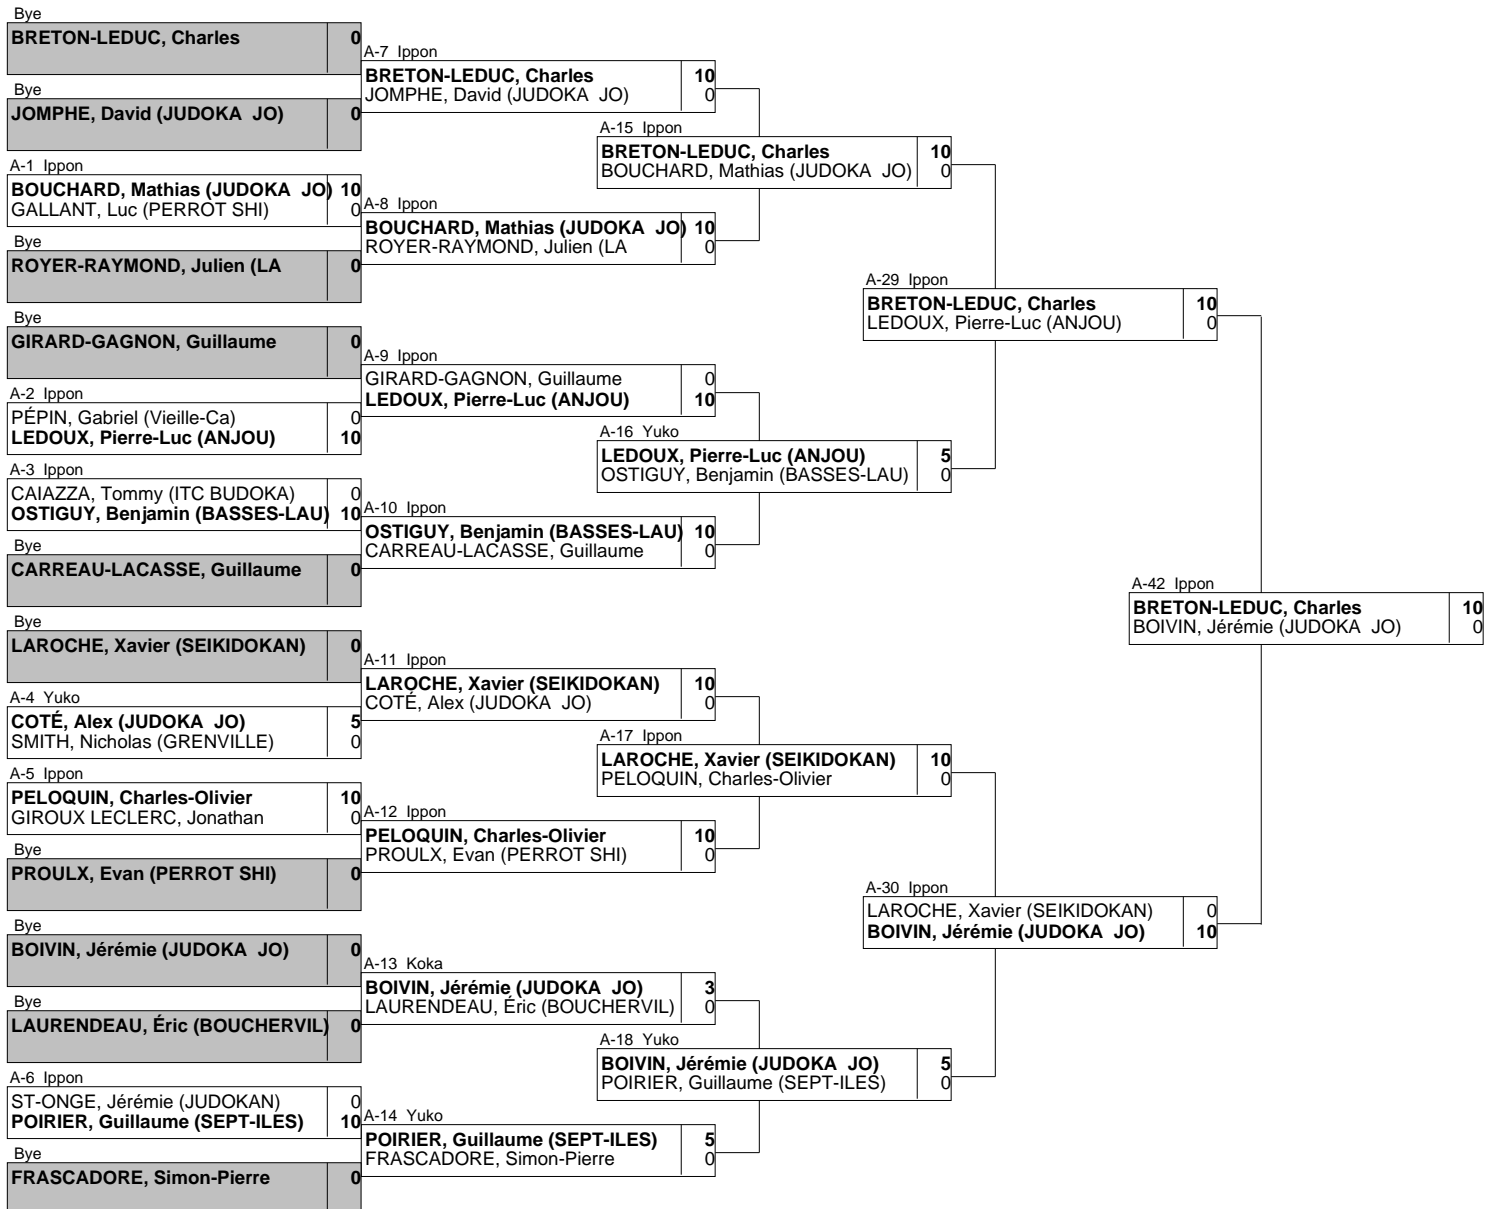 Bye
BRETON-LEDUC, Charles 0
Bye
JOMPHE, David (JUDOKA JO) 0
A-1 Ippon
BOUCHARD, Mathias (JUDOKA JO) 10
GALLANT, Luc (PERROT SHI) 0
Bye
ROYER-RAYMOND, Julien (LA 0
Bye
GIRARD-GAGNON, Guillaume 0
A-2 Ippon
PÉPIN, Gabriel (Vieille-Ca) 0
LEDOUX, Pierre-Luc (ANJOU) 10
A-3 Ippon
CAIAZZA, Tommy (ITC BUDOKA) 0
OSTIGUY, Benjamin (BASSES-LAU) 10
Bye
CARREAU-LACASSE, Guillaume 0
Bye
LAROCHE, Xavier (SEIKIDOKAN) 0
A-4 Yuko
COTÉ, Alex (JUDOKA JO) 5
SMITH, Nicholas (GRENVILLE) 0
A-5 Ippon
PELOQUIN, Charles-Olivier 10
GIROUX LECLERC, Jonathan 0
Bye
PROULX, Evan (PERROT SHI) 0
Bye
BOIVIN, Jérémie (JUDOKA JO) 0
Bye
LAURENDEAU, Éric (BOUCHERVIL) 0
A-6 Ippon
ST-ONGE, Jérémie (JUDOKAN) 0
POIRIER, Guillaume (SEPT-ILES) 10
Bye
FRASCADORE, Simon-Pierre 0
A-7 Ippon
BRETON-LEDUC, Charles 10
JOMPHE, David (JUDOKA JO) 0
A-8 Ippon
BOUCHARD, Mathias (JUDOKA JO) 10
ROYER-RAYMOND, Julien (LA 0
A-9 Ippon
GIRARD-GAGNON, Guillaume 0
LEDOUX, Pierre-Luc (ANJOU) 10
A-10 Ippon
OSTIGUY, Benjamin (BASSES-LAU) 10
CARREAU-LACASSE, Guillaume 0
A-11 Ippon
LAROCHE, Xavier (SEIKIDOKAN) 10
COTÉ, Alex (JUDOKA JO) 0
A-12 Ippon
PELOQUIN, Charles-Olivier 10
PROULX, Evan (PERROT SHI) 0
A-13 Koka
BOIVIN, Jérémie (JUDOKA JO) 3
LAURENDEAU, Éric (BOUCHERVIL) 0
A-14 Yuko
POIRIER, Guillaume (SEPT-ILES) 5
FRASCADORE, Simon-Pierre 0
A-15 Ippon
BRETON-LEDUC, Charles 10
BOUCHARD, Mathias (JUDOKA JO) 0
A-16 Yuko
LEDOUX, Pierre-Luc (ANJOU) 5
OSTIGUY, Benjamin (BASSES-LAU) 0
A-17 Ippon
LAROCHE, Xavier (SEIKIDOKAN) 10
PELOQUIN, Charles-Olivier 0
A-18 Yuko
BOIVIN, Jérémie (JUDOKA JO) 5
POIRIER, Guillaume (SEPT-ILES) 0
A-29 Ippon
BRETON-LEDUC, Charles 10
LEDOUX, Pierre-Luc (ANJOU) 0
A-30 Ippon
LAROCHE, Xavier (SEIKIDOKAN) 0
BOIVIN, Jérémie (JUDOKA JO) 10
A-42 Ippon
BRETON-LEDUC, Charles 10
BOIVIN, Jérémie (JUDOKA JO) 0